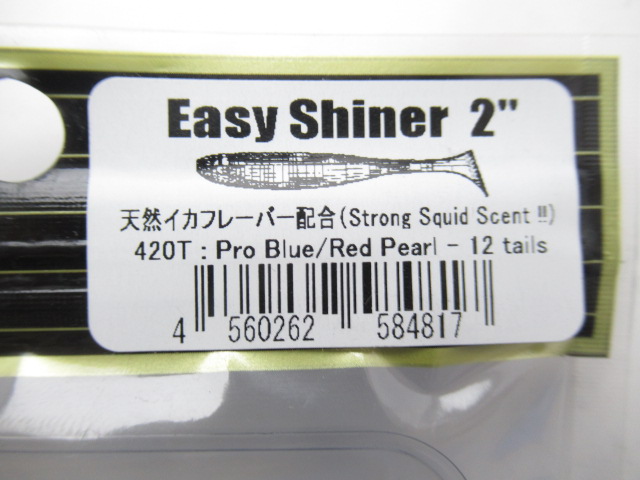 Easy Shiner 2"
天然イカフレーバー配合(Strong Squid Scent !!)
420T : Pro Blue/Red Pearl - 12 tails
4 560262 584817